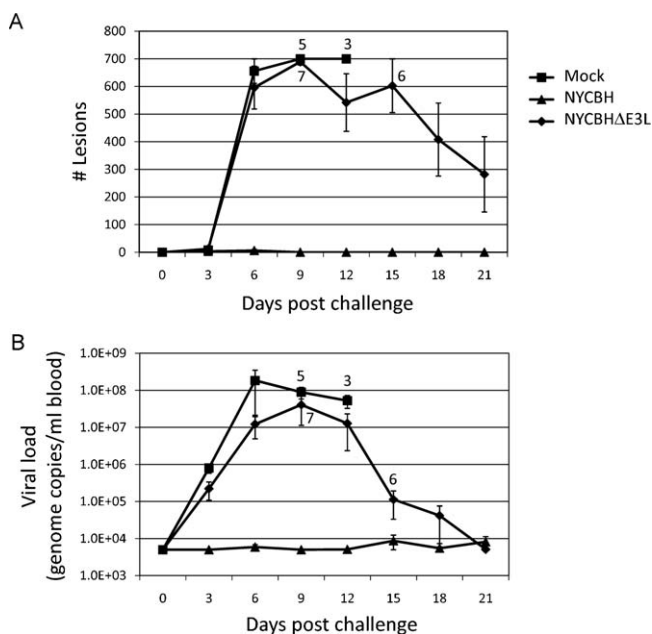 A
800
700
600
500
400
300
200
100
0
# Lesions
5
3
7
6
0 3 6 9 12 15 18 21
Days post challenge
Mock
NYCBH
NYCBHΔE3L
B
1.0E+09
1.0E+08
1.0E+07
1.0E+06
1.0E+05
1.0E+04
1.0E+03
Viral load
(genome copies/ml blood)
5
3
7
6
0 3 6 9 12 15 18 21
Days post challenge